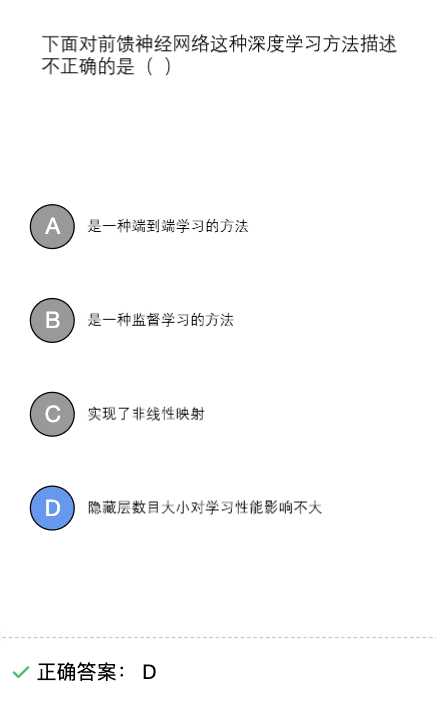 下面对前馈神经网络这种深度学习方法描述
不正确的是（ ）
A 是一种端到端学习的方法
B 是一种监督学习的方法
C 实现了非线性映射
D 隐藏层数目大小对学习性能影响不大
正确答案： D